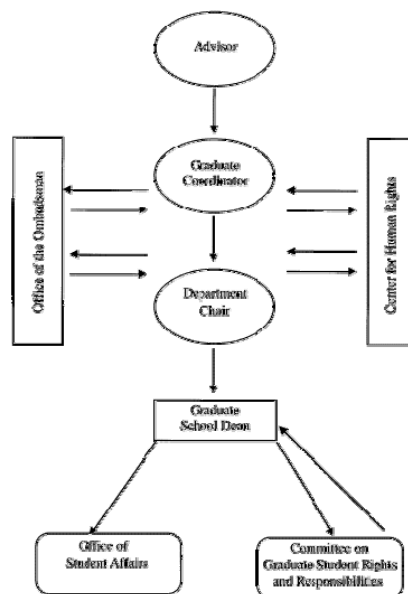 Advisor
Graduate
Coordinator
Office of the Ombudsman
Center for Human Rights
Department
Chair
Graduate
School Dean
Office of
Student Affairs
Committee on
Graduate Student Rights
and Responsibilities